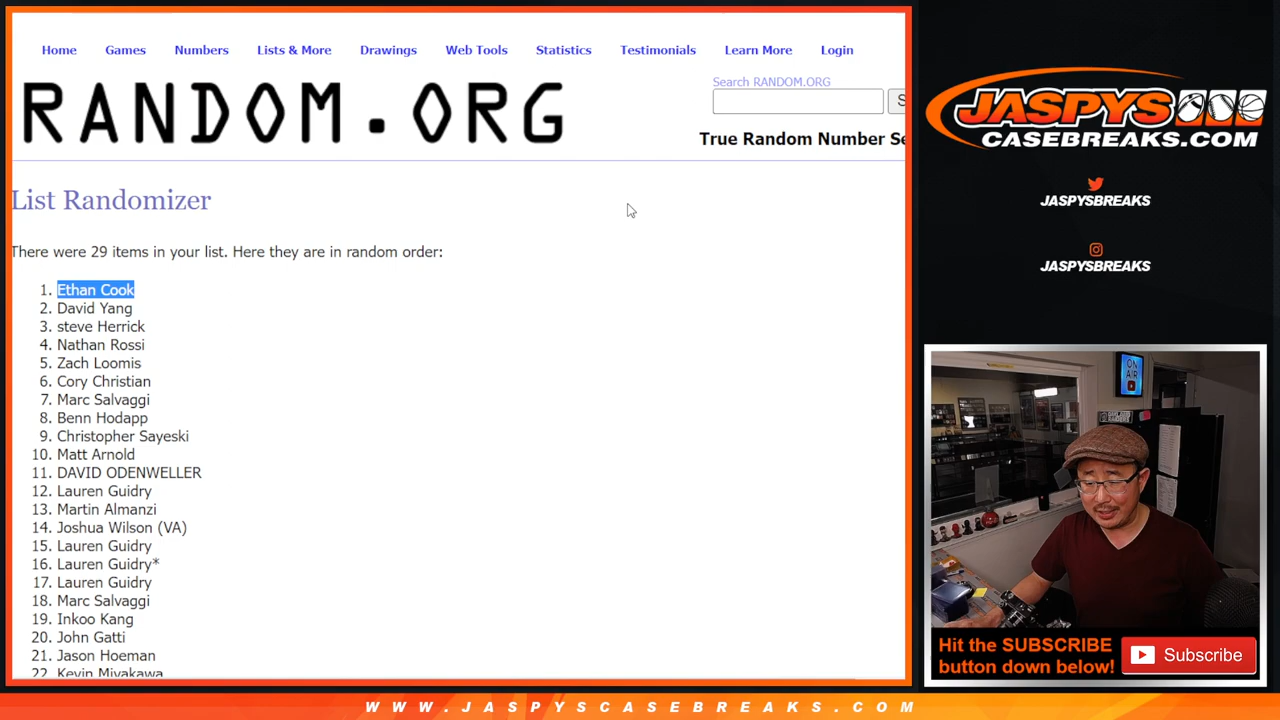 Home Games Numbers Lists & More Drawings Web Tools Statistics Testimonials Learn More Login
RANDOM.ORG
Search RANDOM.ORG
S
True Random Number Se
List Randomizer
There were 29 items in your list. Here they are in random order:
1. Ethan Cook
2. David Yang
3. steve Herrick
4. Nathan Rossi
5. Zach Loomis
6. Cory Christian
7. Marc Salvaggi
8. Benn Hodapp
9. Christopher Sayeski
10. Matt Arnold
11. DAVID ODENWELLER
12. Lauren Guidry
13. Martin Almanzi
14. Joshua Wilson (VA)
15. Lauren Guidry
16. Lauren Guidry*
17. Lauren Guidry
18. Marc Salvaggi
19. Inkoo Kang
20. John Gatti
21. Jason Hoeman
22. Kevin Miyakawa
JASPYS
CASEBREAKS.COM
JASPYSBREAKS
JASPYSBREAKS
ON
AIR
Hit the SUBSCRIBE
button down below!
Subscribe
WWW.JASPYSCASEBREAKS.COM